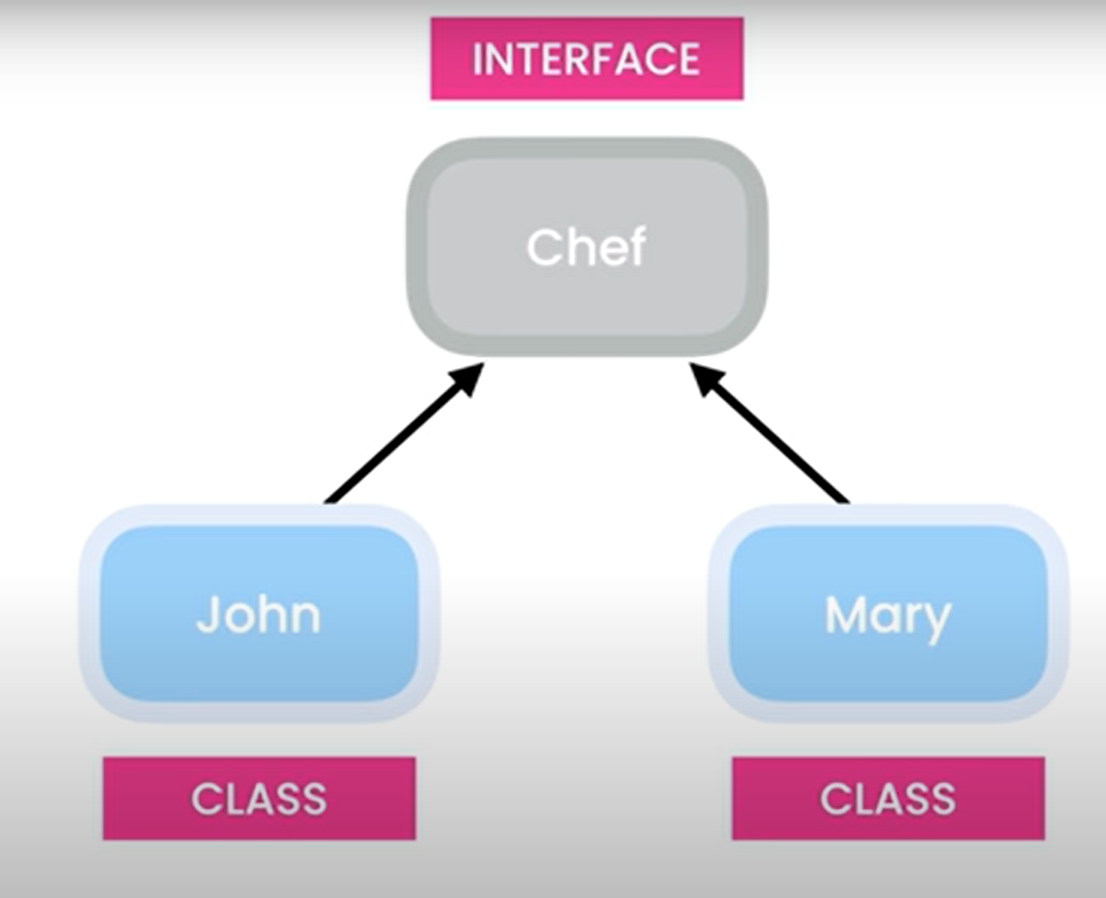 INTERFACE
Chef
John
Mary
CLASS
CLASS